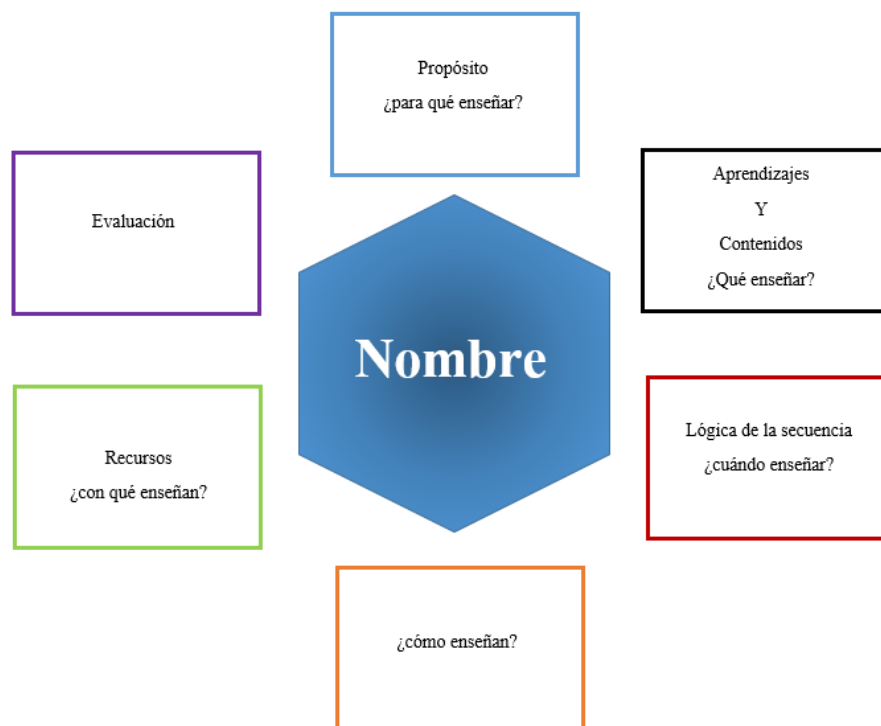 Propósito
¿para qué enseñar?
Aprendizajes
Y
Contenidos
¿Qué enseñar?
Evaluación
Nombre
Lógica de la secuencia
¿cuándo enseñar?
Recursos
¿con qué enseñan?
¿cómo enseñan?